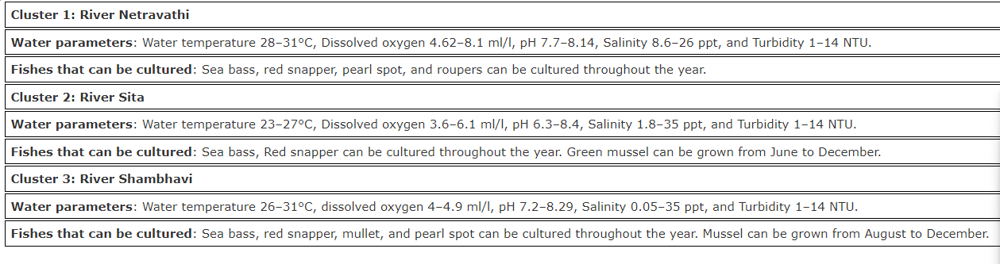 Cluster 1: River Netravathi
Water parameters: Water temperature 28–31°C, Dissolved oxygen 4.62–8.1 ml/l, pH 7.7–8.14, Salinity 8.6–26 ppt, and Turbidity 1–14 NTU.
Fishes that can be cultured: Sea bass, red snapper, pearl spot, and roupers can be cultured throughout the year.
Cluster 2: River Sita
Water parameters: Water temperature 23–27°C, Dissolved oxygen 3.6–6.1 ml/l, pH 6.3–8.4, Salinity 1.8–35 ppt, and Turbidity 1–14 NTU.
Fishes that can be cultured: Sea bass, Red snapper can be cultured throughout the year. Green mussel can be grown from June to December.
Cluster 3: River Shambhavi
Water parameters: Water temperature 26–31°C, dissolved oxygen 4–4.9 ml/l, pH 7.2–8.29, Salinity 0.05–35 ppt, and Turbidity 1–14 NTU.
Fishes that can be cultured: Sea bass, red snapper, mullet, and pearl spot can be cultured throughout the year. Mussel can be grown from August to December.